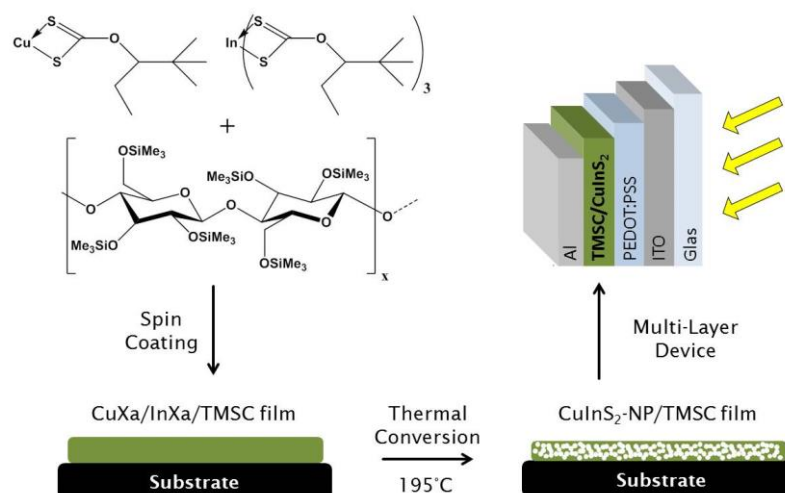 Cu
S
S
O
In
S
S
O
3
+
OSiMe₃
O
O
Me₃SiO
OSiMe₃
O
Me₃SiO
OSiMe₃
O
OSiMe₃
O
x
Spin
Coating
CuXa/InXa/TMSC film
Substrate
Thermal
Conversion
195°C
CuInS₂-NP/TMSC film
Substrate
Multi-Layer
Device
Al
TMSC/CuInS₂
PEDOT:PSS
ITO
Glas